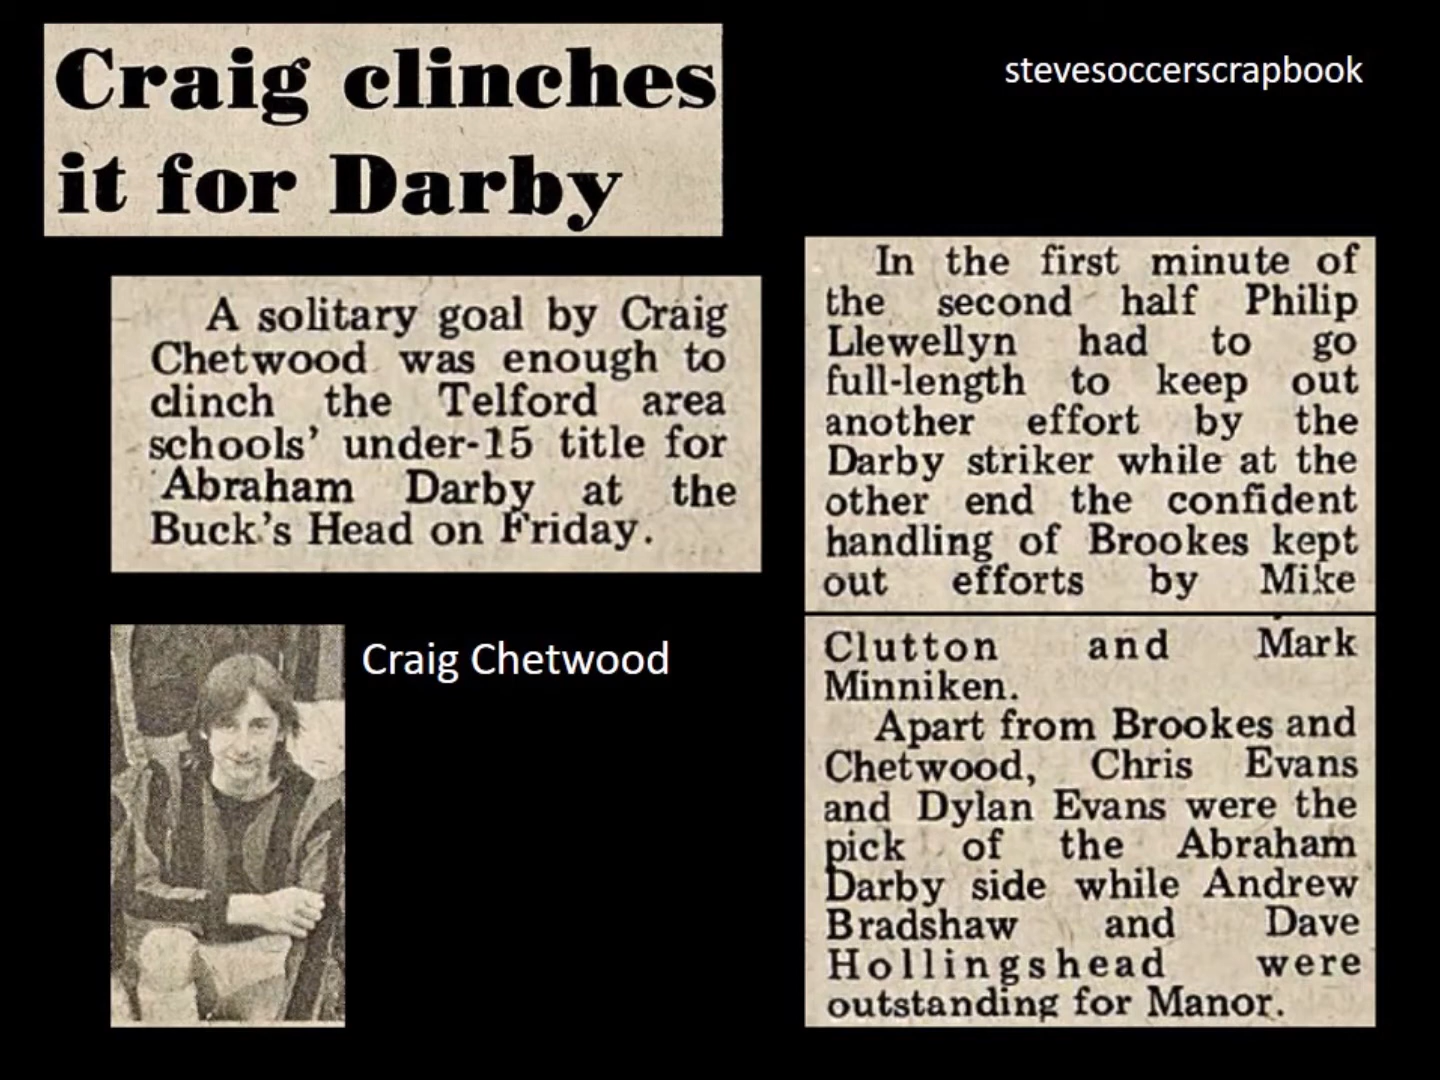 Craig clinches
it for Darby
stevesoccerscrapbook
A solitary goal by Craig
Chetwood was enough to
clinch the Telford area
schools' under-15 title for
Abraham Darby at the
Buck's Head on Friday.
Craig Chetwood
In the first minute of
the second half Philip
Llewellyn had to go
full-length to keep out
another effort by the
Darby striker while at the
other end the confident
handling of Brookes kept
out efforts by Mike
Clutton and Mark
Minniken.
Apart from Brookes and
Chetwood, Chris Evans
and Dylan Evans were the
pick of the Abraham
Darby side while Andrew
Bradshaw and Dave
Hollingshead were
outstanding for Manor.